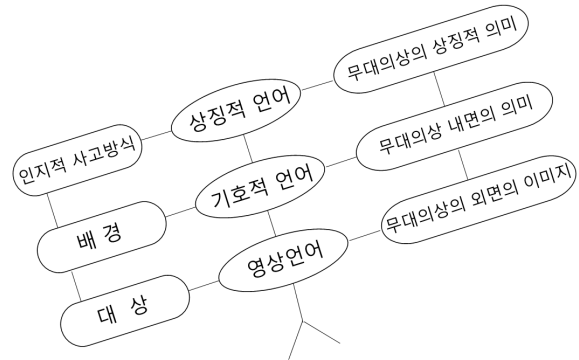 인지적 사고방식
상징적 언어
무대의상의 상징적 의미
배 경
기호적 언어
무대의상 내면의 의미
대 상
영상언어
무대의상의 외면의 이미지